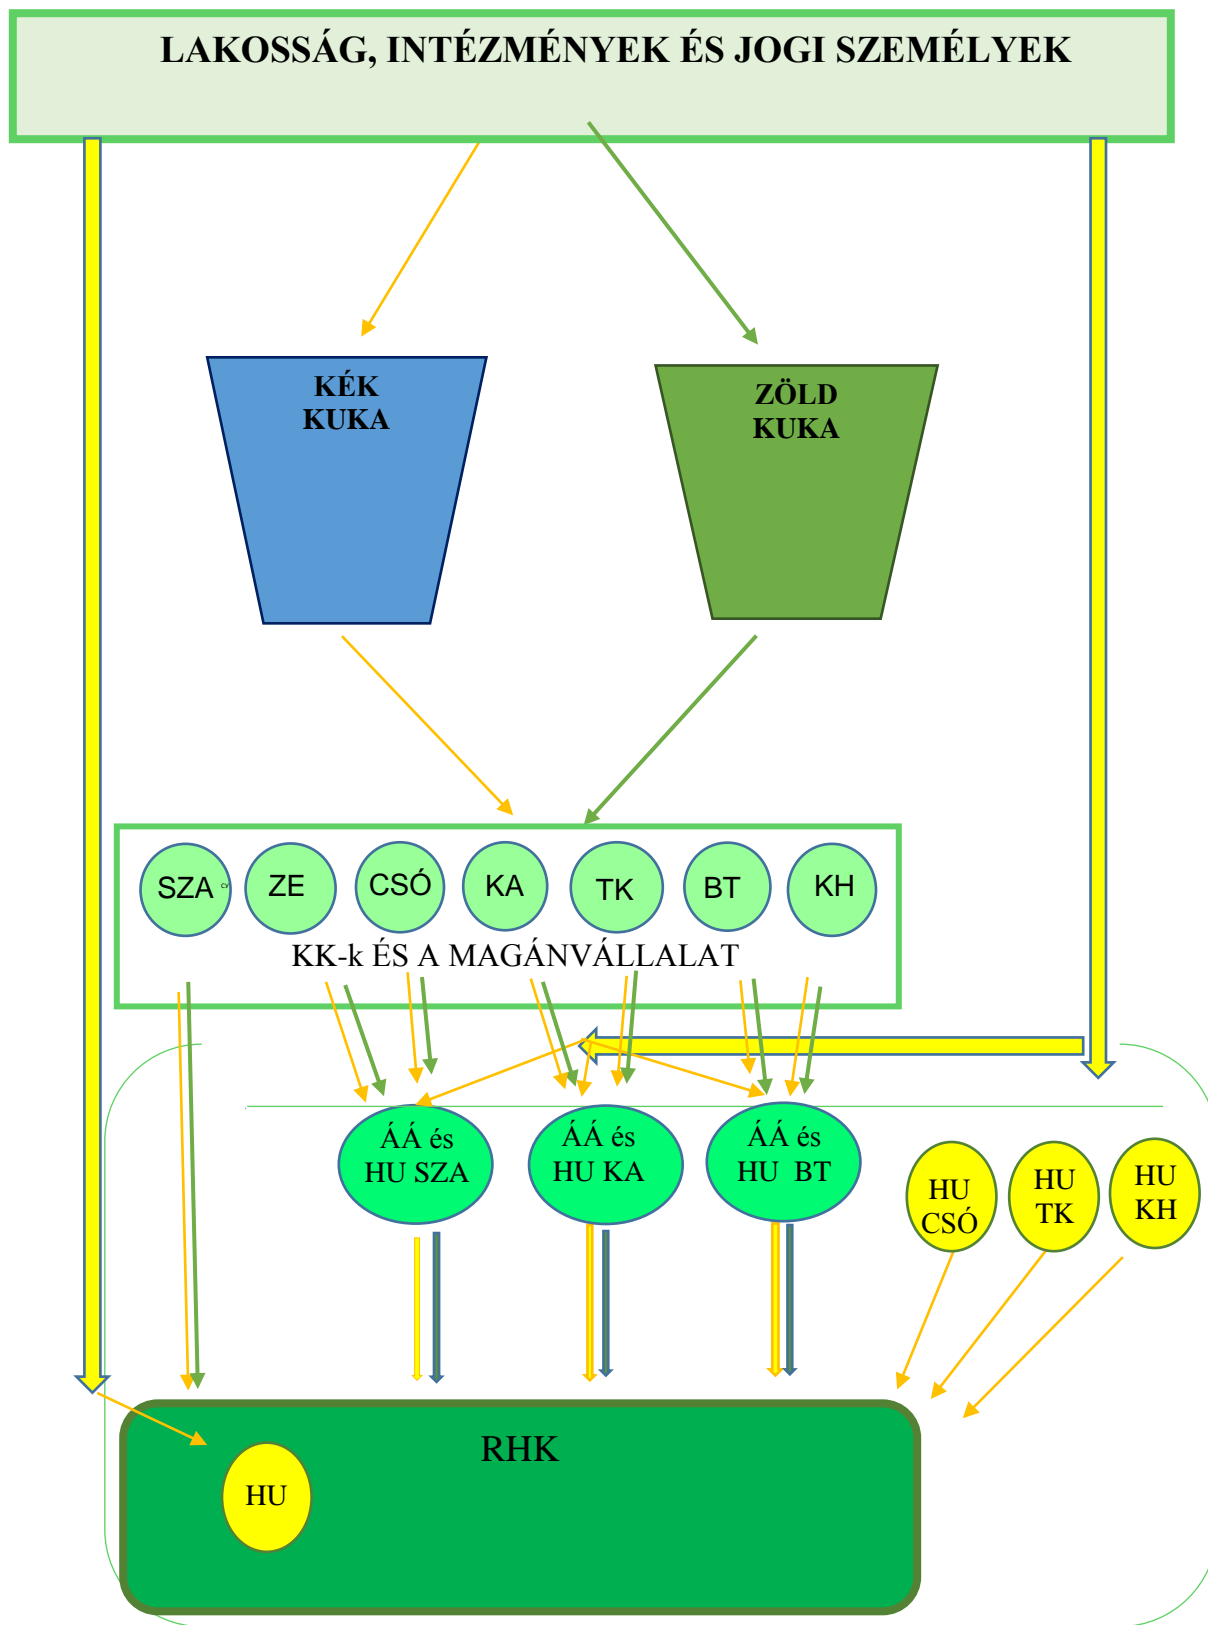 LAKOSSÁG, INTÉZMÉNYEK ÉS JOGI SZEMÉLYEK
KÉK
KUKA
ZÖLD
KUKA
SZA
ZE
CSÓ
KA
TK
BT
KH
KK-k ÉS A MAGÁNVÁLLALAT
ÁÁ és
HU SZA
ÁÁ és
HU KA
ÁÁ és
HU BT
HU
CSÓ
HU
TK
HU
KH
RHK
HU